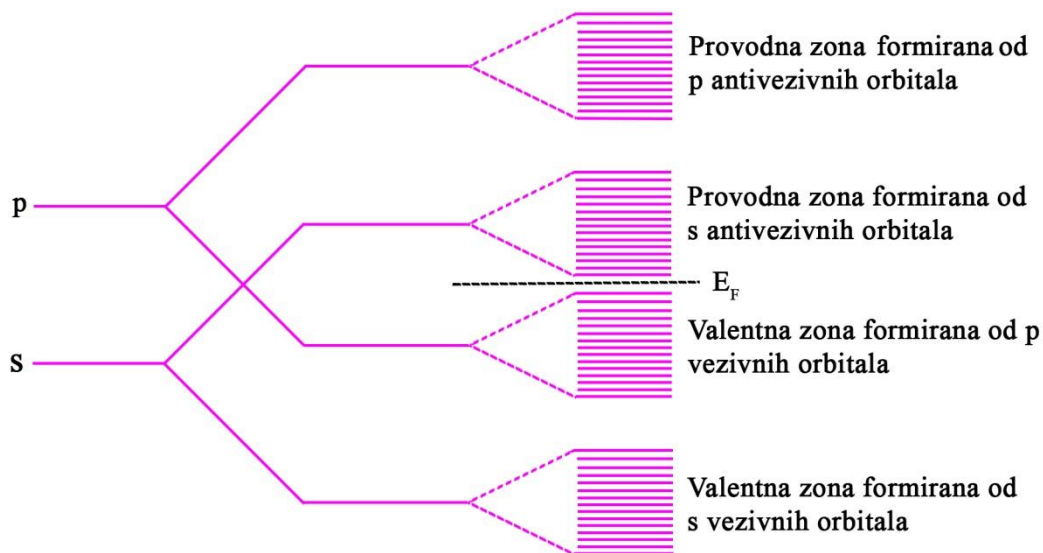 Provodna zona formirana od
p antivezivnih orbitala
p
Provodna zona formirana od
s antivezivnih orbitala
E_F
s
Valentna zona formirana od p
vezivnih orbitala
Valentna zona formirana od
s vezivnih orbitala